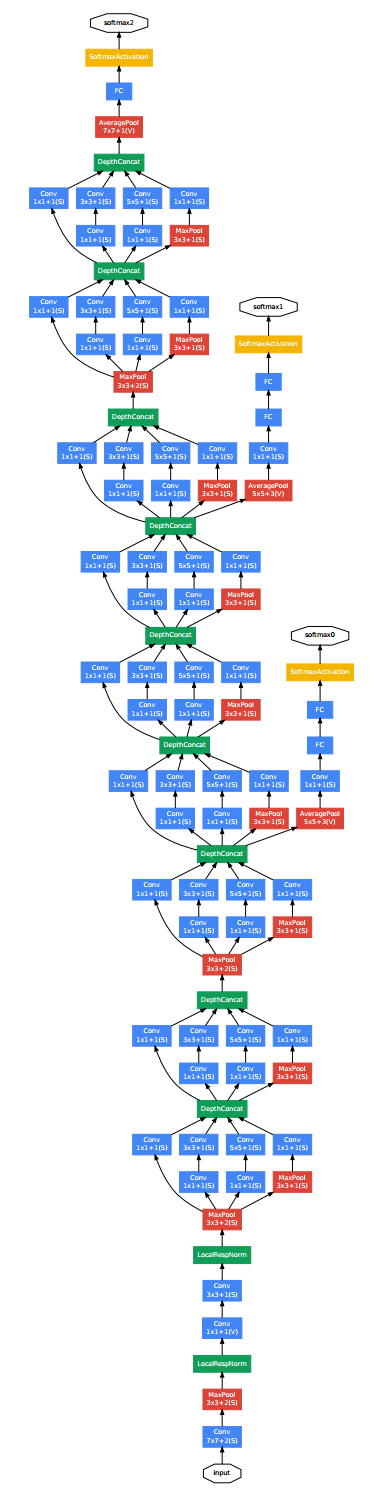 softmax2
SoftmaxActivation
FC
AveragePool
7x7+1(V)
DepthConcat
Conv Conv Conv Conv
1x1+1(S) 3x3+1(S) 5x5+1(S) 1x1+1(S)
Conv Conv MaxPool
1x1+1(S) 1x1+1(S) 3x3+1(S)
DepthConcat
Conv Conv Conv Conv
1x1+1(S) 3x3+1(S) 5x5+1(S) 1x1+1(S)
softmax1
SoftmaxActivation
Conv Conv MaxPool
1x1+1(S) 1x1+1(S) 3x3+1(S)
MaxPool
3x3+2(S)
FC
DepthConcat
FC
Conv Conv Conv Conv Conv
1x1+1(S) 3x3+1(S) 5x5+1(S) 1x1+1(S) 1x1+1(S)
Conv Conv MaxPool AveragePool
1x1+1(S) 1x1+1(S) 3x3+1(S) 5x5+3(V)
DepthConcat
Conv Conv Conv Conv
1x1+1(S) 3x3+1(S) 5x5+1(S) 1x1+1(S)
Conv Conv MaxPool
1x1+1(S) 1x1+1(S) 3x3+1(S)
DepthConcat
softmax0
Conv Conv Conv Conv
1x1+1(S) 3x3+1(S) 5x5+1(S) 1x1+1(S)
SoftmaxActivation
Conv Conv MaxPool
1x1+1(S) 1x1+1(S) 3x3+1(S)
FC
DepthConcat
FC
Conv Conv Conv Conv Conv
1x1+1(S) 3x3+1(S) 5x5+1(S) 1x1+1(S) 1x1+1(S)
Conv Conv MaxPool AveragePool
1x1+1(S) 1x1+1(S) 3x3+1(S) 5x5+3(V)
DepthConcat
Conv Conv Conv Conv
1x1+1(S) 3x3+1(S) 5x5+1(S) 1x1+1(S)
Conv Conv MaxPool
1x1+1(S) 1x1+1(S) 3x3+1(S)
MaxPool
3x3+2(S)
DepthConcat
Conv Conv Conv Conv
1x1+1(S) 3x3+1(S) 5x5+1(S) 1x1+1(S)
Conv Conv MaxPool
1x1+1(S) 1x1+1(S) 3x3+1(S)
DepthConcat
Conv Conv Conv Conv
1x1+1(S) 3x3+1(S) 5x5+1(S) 1x1+1(S)
Conv Conv MaxPool
1x1+1(S) 1x1+1(S) 3x3+1(S)
MaxPool
3x3+2(S)
LocalRespNorm
Conv
3x3+1(S)
Conv
1x1+1(V)
LocalRespNorm
MaxPool
3x3+2(S)
Conv
7x7+2(S)
input